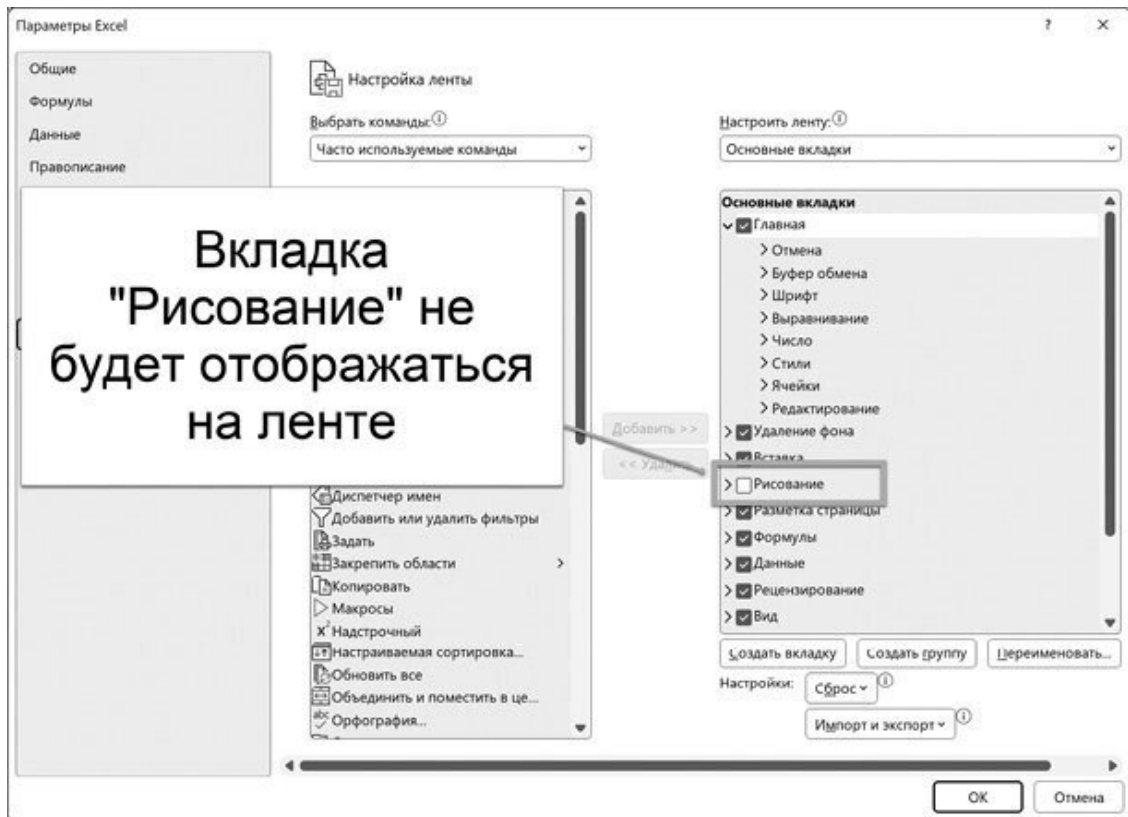 Параметры Excel
Общие
Формулы
Данные
Правописание
Вкладка
"Рисование" не
будет отображаться
на ленте
Настройка ленты
Выбрать команды:
Часто используемые команды
Диспетчер имен
Добавить или удалить фильтры
Задать
Закрепить области
Копировать
Макросы
Надстрочный
Настраиваемая сортировка...
Обновить все
Объединить и поместить в це...
Орфография...
Добавить >>
<< Удалить
Настроить ленту:
Основные вкладки
Основные вкладки
Главная
Отмена
Буфер обмена
Шрифт
Выравнивание
Число
Стили
Ячейки
Редактирование
Удаление фона
Вставка
Рисование
Разметка страницы
Формулы
Данные
Рецензирование
Вид
Создать вкладку
Создать группу
Переименовать...
Настройки:
Сброс
Импорт и экспорт
ОК
Отмена